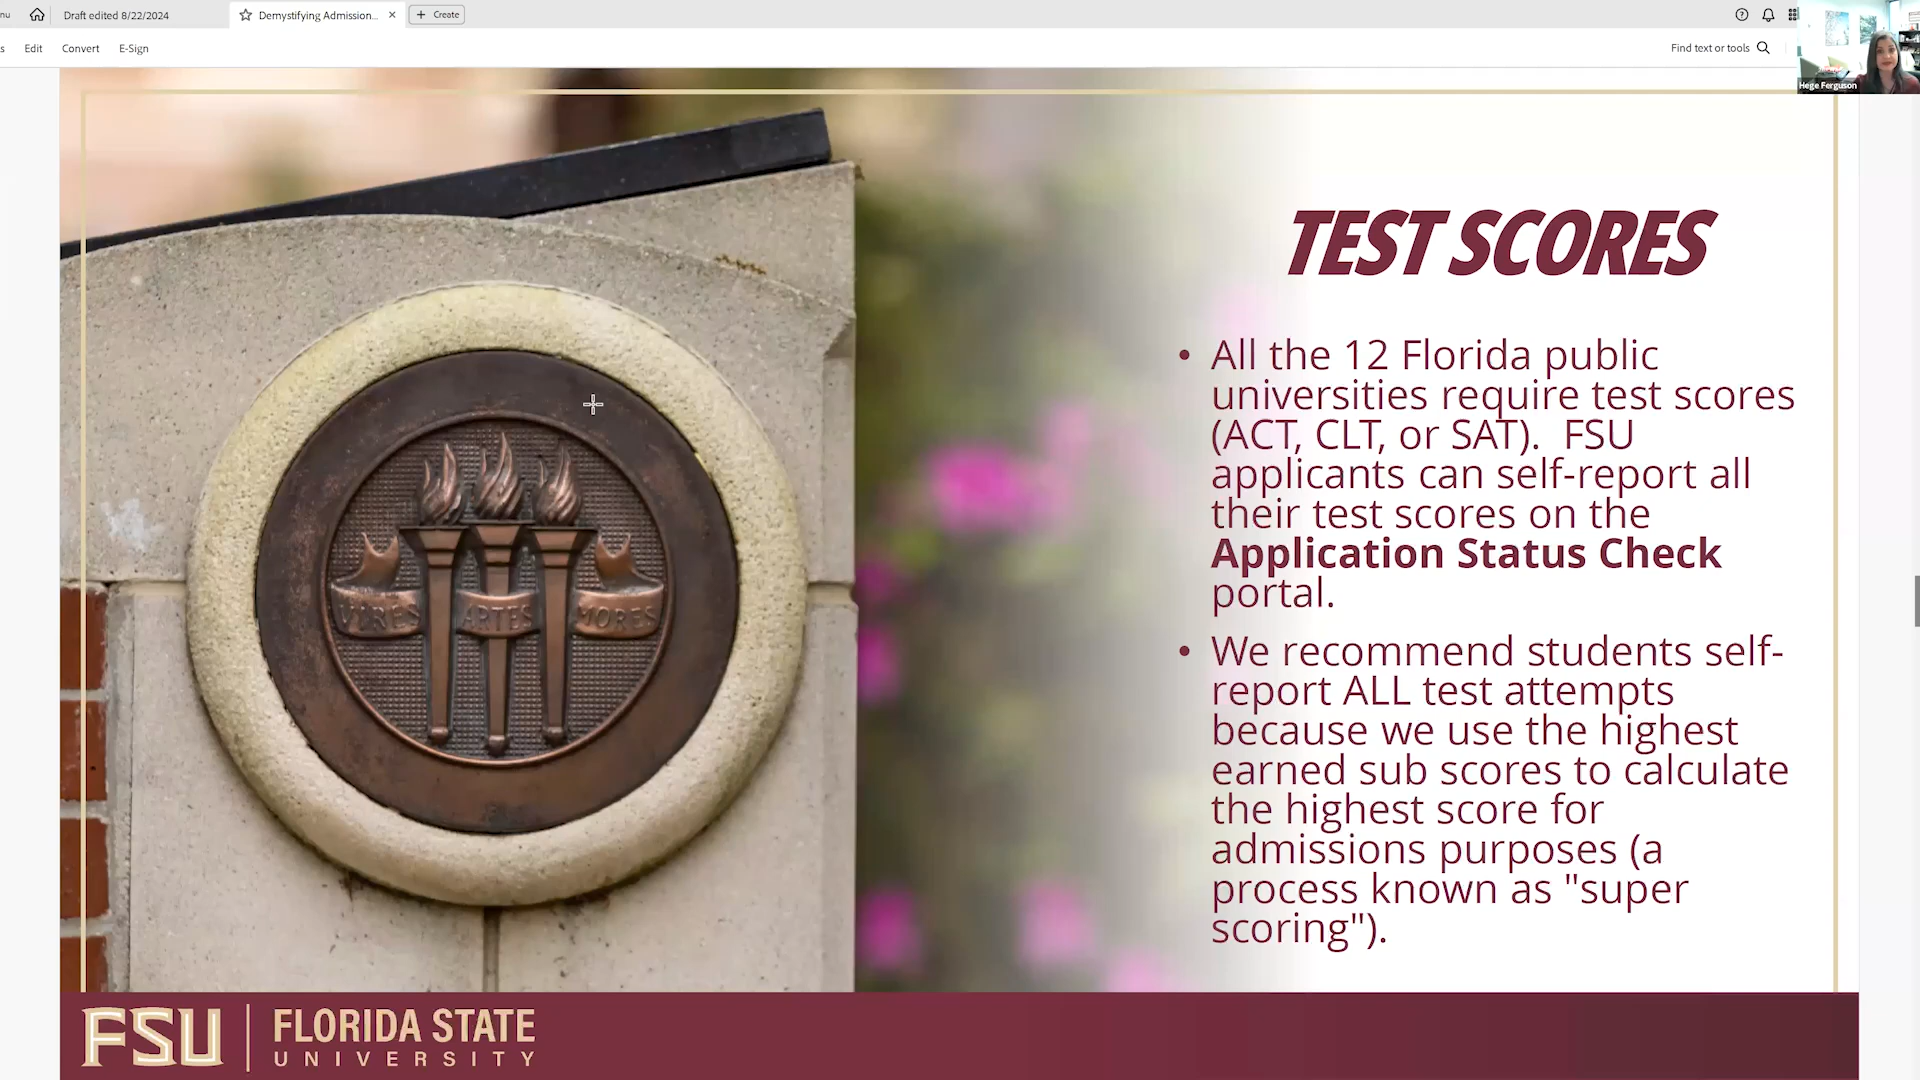 Draft edited 8/22/2024
Demystifying Admission...
Create
Edit
Convert
E-Sign
Find text or tools
Hege Ferguson
TEST SCORES
• All the 12 Florida public
universities require test scores
(ACT, CLT, or SAT).  FSU
applicants can self-report all
their test scores on the
Application Status Check
portal.
• We recommend students self-
report ALL test attempts
because we use the highest
earned sub scores to calculate
the highest score for
admissions purposes (a
process known as "super
scoring").
VIRES ARTES MORES
FSU
FLORIDA STATE
UNIVERSITY